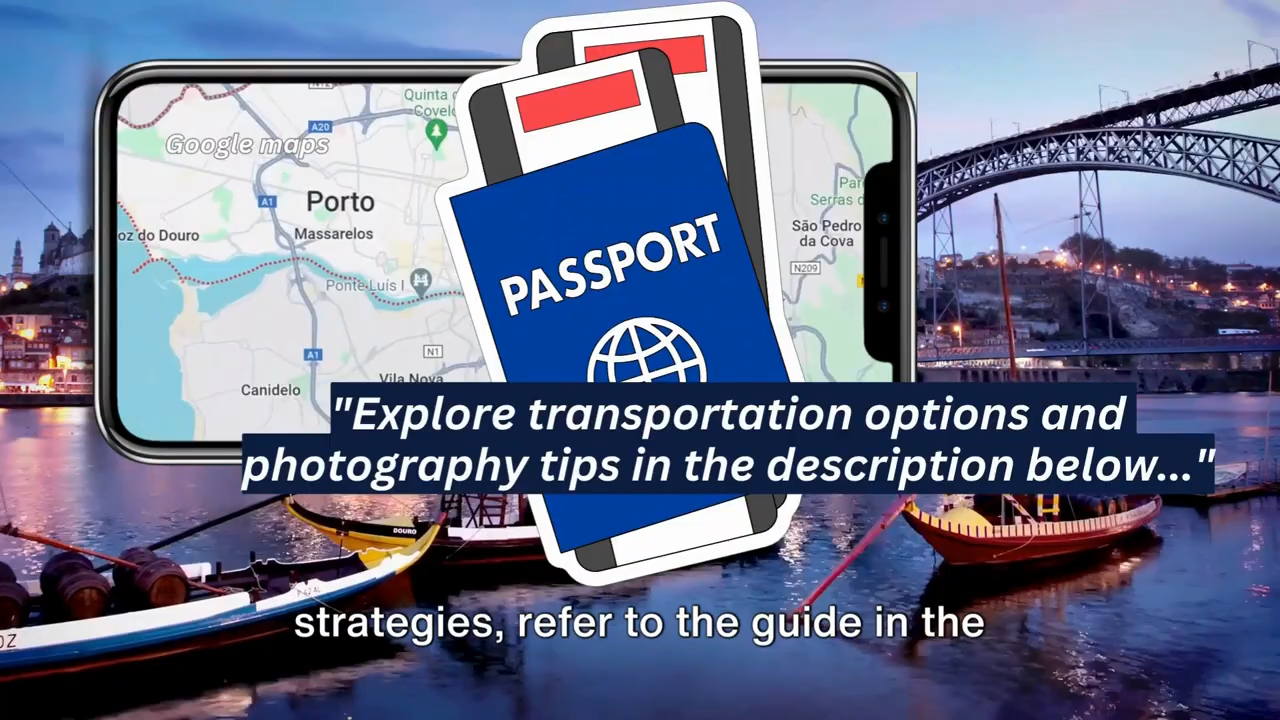 N12
Quinta
Covelo
A20
Google maps
Porto
A1
Massarelos
oz do Douro
Par
Serras d
São Pedro
da Cova
N209
Ponte Luís I
PASSPORT
A1
N1
Canidelo
Vila Nova
"Explore transportation options and
photography tips in the description below..."
DOURO
strategies, refer to the guide in the
OZ